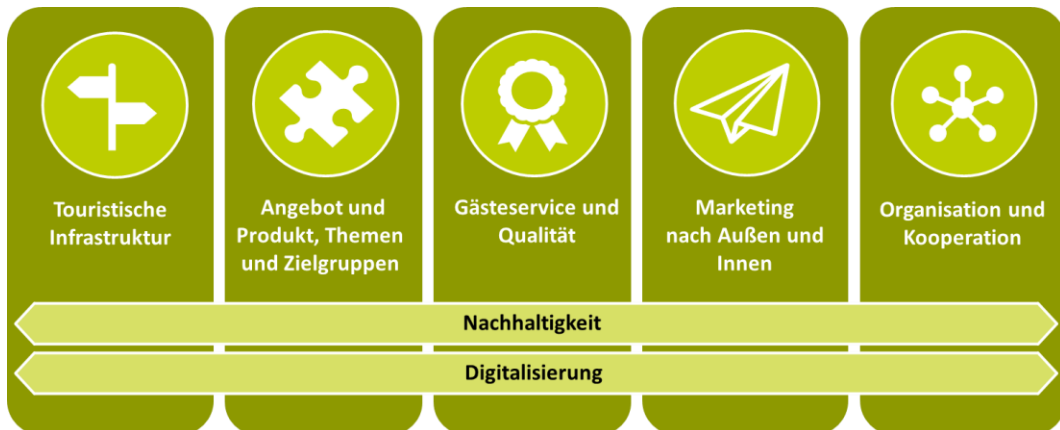 Touristische
Infrastruktur
Angebot und
Produkt, Themen
und Zielgruppen
Gästeservice und
Qualität
Marketing
nach Außen und
Innen
Organisation und
Kooperation
Nachhaltigkeit
Digitalisierung